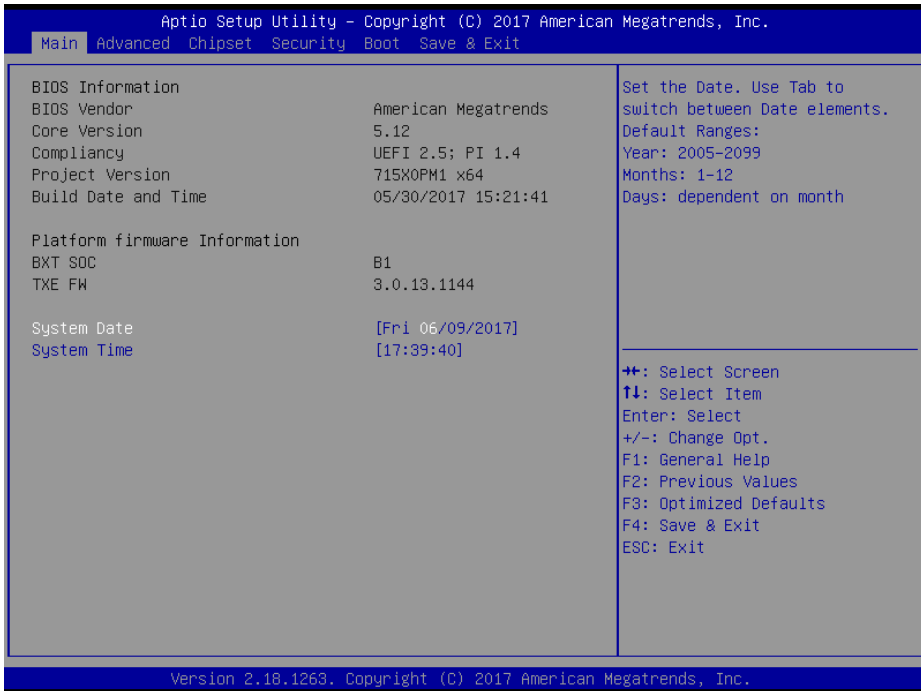 Aptio Setup Utility – Copyright (C) 2017 American Megatrends, Inc.
Main Advanced Chipset Security Boot Save & Exit
BIOS Information
BIOS Vendor American Megatrends
Core Version 5.12
Compliancy UEFI 2.5; PI 1.4
Project Version 715X0PM1 x64
Build Date and Time 05/30/2017 15:21:41
Platform firmware Information
BXT SOC B1
TXE FW 3.0.13.1144
System Date [Fri 06/09/2017]
System Time [17:39:40]
Set the Date. Use Tab to
switch between Date elements.
Default Ranges:
Year: 2005-2099
Months: 1-12
Days: dependent on month
→←: Select Screen
↑↓: Select Item
Enter: Select
+/-: Change Opt.
F1: General Help
F2: Previous Values
F3: Optimized Defaults
F4: Save & Exit
ESC: Exit
Version 2.18.1263. Copyright (C) 2017 American Megatrends, Inc.